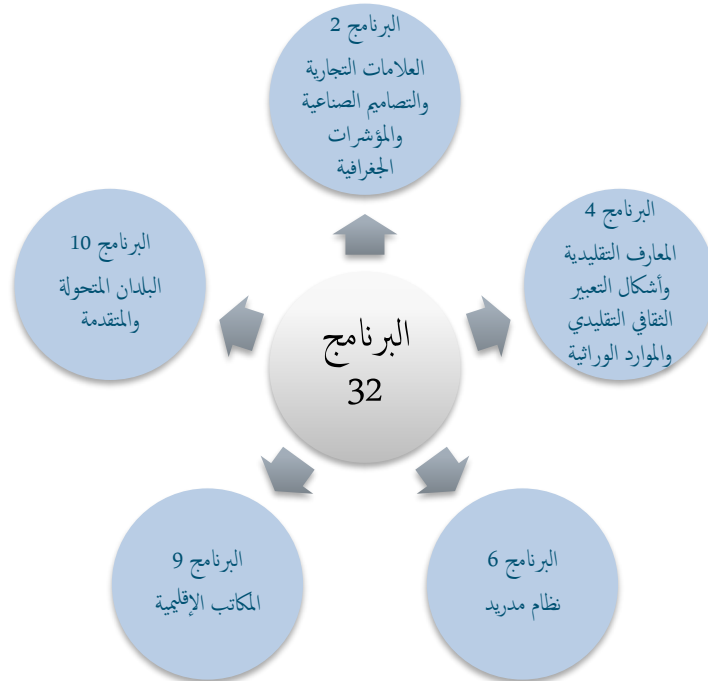 البرنامج 2
العلامات التجارية
والتصاميم الصناعية
والمؤشرات
الجغرافية
البرنامج 4
المعارف التقليدية
وأشكال التعبير
الثقافي التقليدي
والموارد الوراثية
البرنامج 10
البلدان المتحولة
والمتقدمة
البرنامج
32
البرنامج 6
نظام مدريد
البرنامج 9
المكاتب الإقليمية